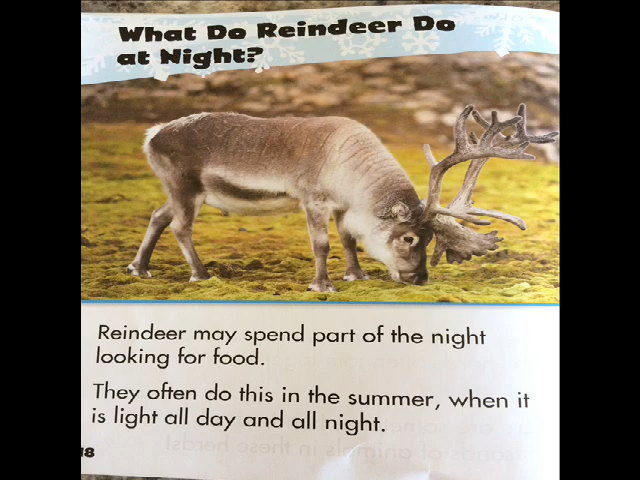 What Do Reindeer Do
at Night?
Reindeer may spend part of the night
looking for food.
They often do this in the summer, when it
is light all day and all night.
18